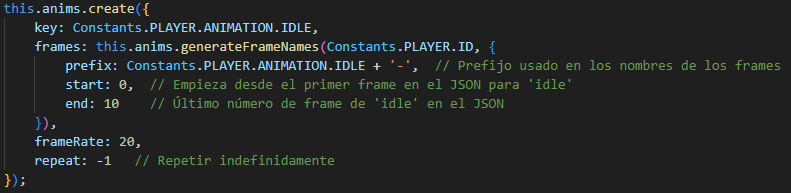 this.anims.create({
    key: Constants.PLAYER.ANIMATION.IDLE,
    frames: this.anims.generateFrameNames(Constants.PLAYER.ID, {
        prefix: Constants.PLAYER.ANIMATION.IDLE + '-',  // Prefijo usado en los nombres de los frames
        start: 0,  // Empieza desde el primer frame en el JSON para 'idle'
        end: 10    // Último número de frame de 'idle' en el JSON
    }),
    frameRate: 20,
    repeat: -1   // Repetir indefinidamente
});